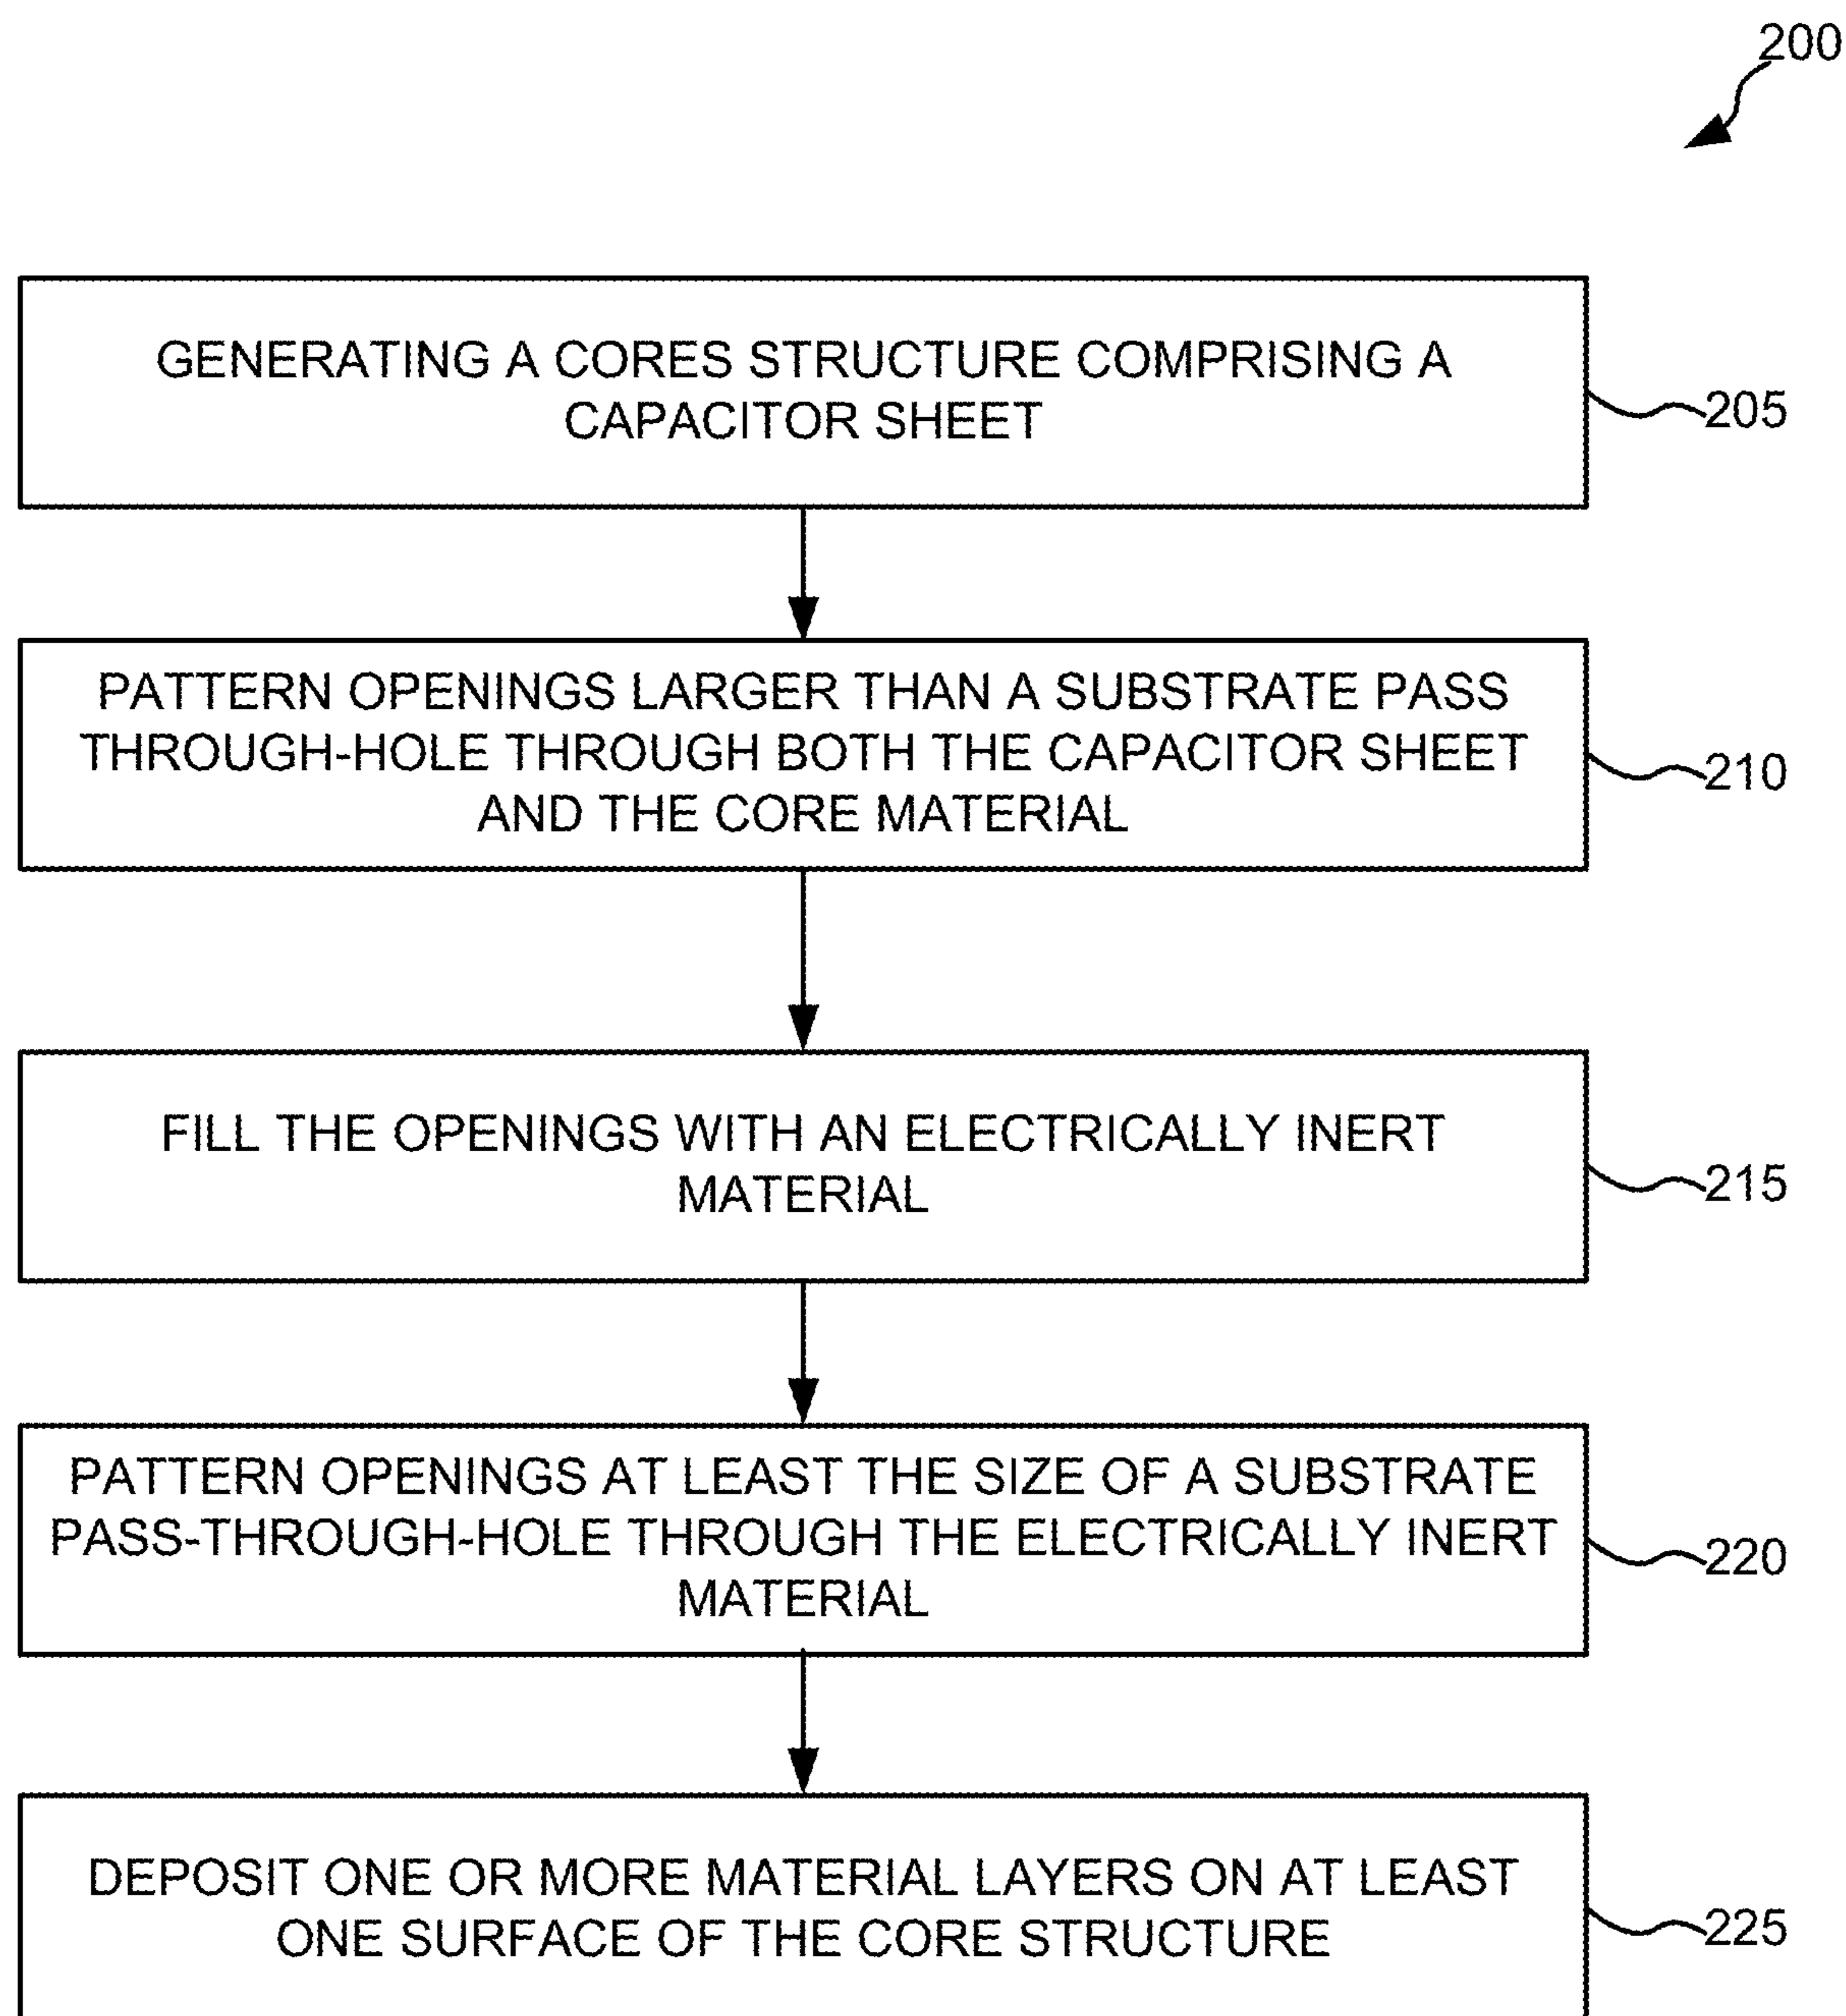 200
GENERATING A CORES STRUCTURE COMPRISING A
CAPACITOR SHEET
205
PATTERN OPENINGS LARGER THAN A SUBSTRATE PASS
THROUGH-HOLE THROUGH BOTH THE CAPACITOR SHEET
AND THE CORE MATERIAL
210
FILL THE OPENINGS WITH AN ELECTRICALLY INERT
MATERIAL
215
PATTERN OPENINGS AT LEAST THE SIZE OF A SUBSTRATE
PASS-THROUGH-HOLE THROUGH THE ELECTRICALLY INERT
MATERIAL
220
DEPOSIT ONE OR MORE MATERIAL LAYERS ON AT LEAST
ONE SURFACE OF THE CORE STRUCTURE
225